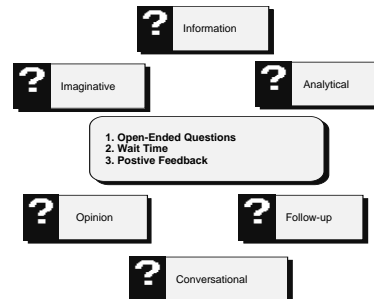 ?
Information
?
Imaginative
?
Analytical
1. Open-Ended Questions
2. Wait Time
3. Postive Feedback
?
Opinion
?
Follow-up
?
Conversational